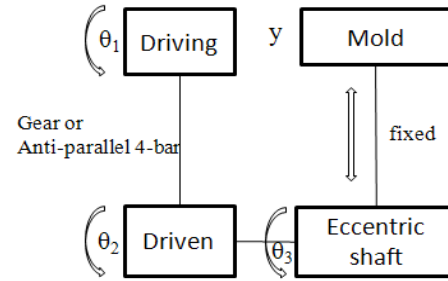 θ1 Driving y Mold
Gear or
Anti-parallel 4-bar
fixed
θ2 Driven θ3 Eccentric
shaft